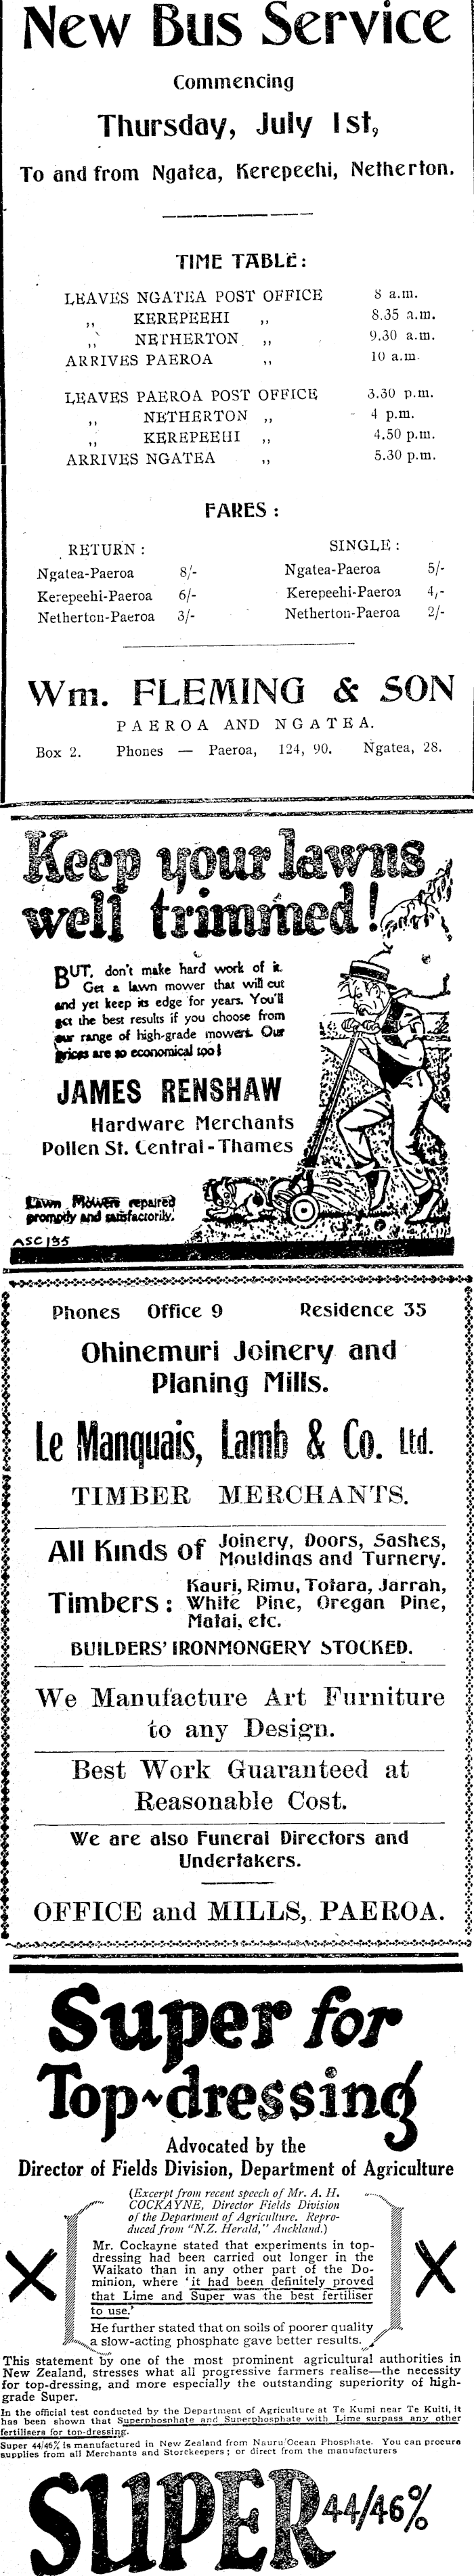 New Bus Service
Commencing
Thursday, July 1st,
To and from Ngatea, Kerepeehi, Netherton.
TIME TABLE:
LEAVES NGATEA POST OFFICE 8 a.m.
,, KEREPEEHI ,, 8.35 a.m.
,, NETHERTON ,, 9.30 a.m.
ARRIVES PAEROA ,, 10 a.m.
LEAVES PAEROA POST OFFICE 3.30 p.m.
,, NETHERTON ,, 4 p.m.
,, KEREPEEHI ,, 4.50 p.m.
ARRIVES NGATEA ,, 5.30 p.m.
FARES :
RETURN : SINGLE :
Ngatea-Paeroa 8/- Ngatea-Paeroa 5/-
Kerepeehi-Paeroa 6/- Kerepeehi-Paeroa 4/-
Netherton-Paeroa 3/- Netherton-Paeroa 2/-
Wm. FLEMING & SON
PAEROA AND NGATEA.
Box 2. Phones — Paeroa, 124, 90. Ngatea, 28.
Keep your lawns
well trimmed!
BUT, don't make hard work of it.
Get a lawn mower that will cut
and yet keep its edge for years. You'll
get the best results if you choose from
our range of high-grade mowers. Our
prices are so economical too!
JAMES RENSHAW
Hardware Merchants
Pollen St. Central - Thames
Lawn Mowers repaired
promptly and satisfactorily.
ASC 135
Phones Office 9 Residence 35
Ohinemuri Joinery and
Planing Mills.
Le Manquais, Lamb & Co. Ltd.
TIMBER MERCHANTS.
All Kinds of Joinery, Doors, Sashes,
Mouldings and Turnery.
Timbers: Kauri, Rimu, Totara, Jarrah,
White Pine, Oregan Pine,
Matai, etc.
BUILDERS' IRONMONGERY STOCKED.
We Manufacture Art Furniture
to any Design.
Best Work Guaranteed at
Reasonable Cost.
We are also Funeral Directors and
Undertakers.
OFFICE and MILLS, PAEROA.
Super for
Top-dressing
Advocated by the
Director of Fields Division, Department of Agriculture
(Excerpt from recent speech of Mr. A. H.
COCKAYNE, Director Fields Division
of the Department of Agriculture. Repro-
duced from "N.Z. Herald," Auckland.)
Mr. Cockayne stated that experiments in top-
dressing had been carried out longer in the
Waikato than in any other part of the Do-
minion, where 'it had been definitely proved
that Lime and Super was the best fertiliser
to use.'
He further stated that on soils of poorer quality
a slow-acting phosphate gave better results.
This statement by one of the most prominent agricultural authorities in
New Zealand, stresses what all progressive farmers realise—the necessity
for top-dressing, and more especially the outstanding superiority of high-
grade Super.
In the official test conducted by the Department of Agriculture at Te Kumi near Te Kuiti, it
has been shown that Superphosphate and Superphosphate with Lime surpass any other
fertilisers for top-dressing.
Super 44/46% is manufactured in New Zealand from Nauru/Ocean Phosphate. You can procure
supplies from all Merchants and Storekeepers; or direct from the manufacturers
SUPER 44/46%